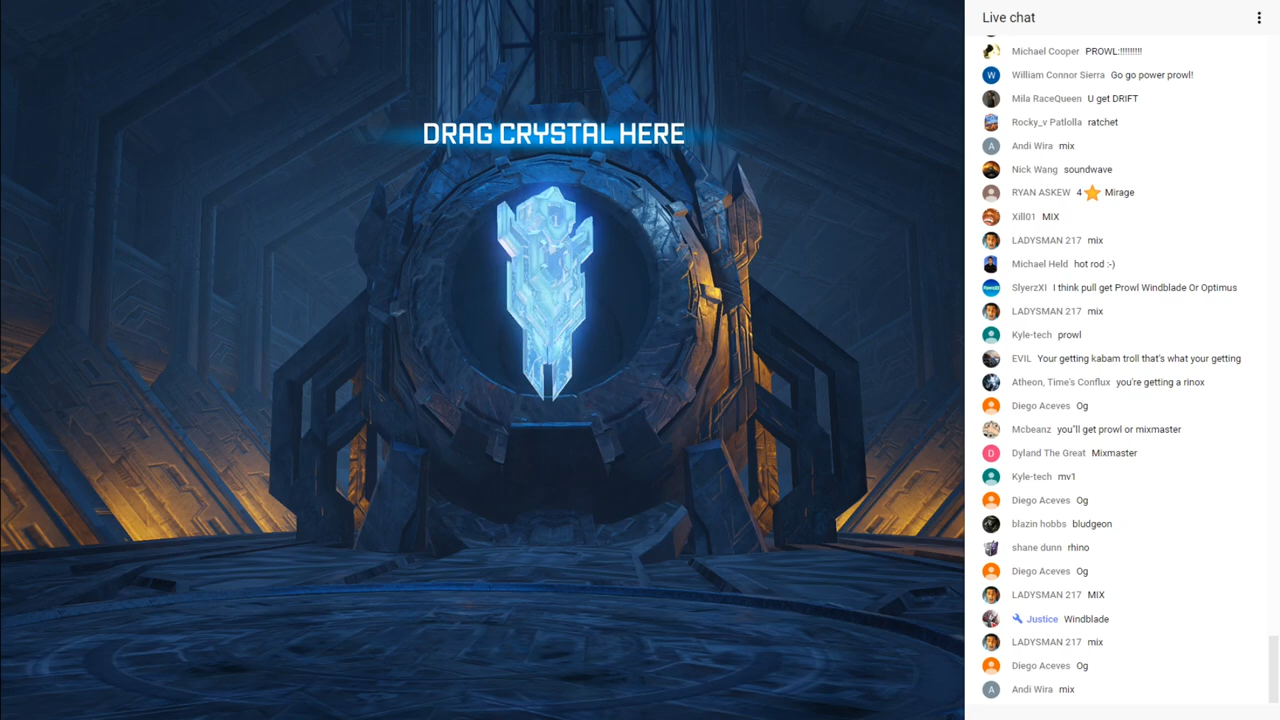 DRAG CRYSTAL HERE
Live chat
Michael Cooper PROWL:!!!!!!!!!
W William Connor Sierra Go go power prowl!
Mila RaceQueen U get DRIFT
Rocky_v Patlolla ratchet
A Andi Wira mix
Nick Wang soundwave
RYAN ASKEW 4 Mirage
Xill01 MIX
LADYSMAN 217 mix
Michael Held hot rod :-)
SlyerzXI I think pull get Prowl Windblade Or Optimus
LADYSMAN 217 mix
Kyle-tech prowl
EVIL Your getting kabam troll that's what your getting
Atheon, Time's Conflux you're getting a rinox
Diego Aceves Og
Mcbeanz you"ll get prowl or mixmaster
D Dyland The Great Mixmaster
Kyle-tech mv1
Diego Aceves Og
blazin hobbs bludgeon
shane dunn rhino
Diego Aceves Og
LADYSMAN 217 MIX
Justice Windblade
LADYSMAN 217 mix
Diego Aceves Og
A Andi Wira mix